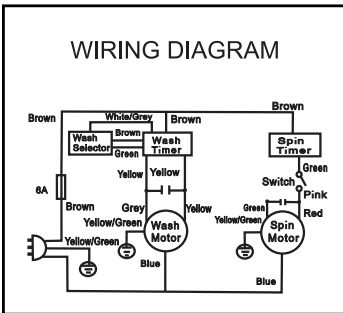 WIRING DIAGRAM
Brown
Brown
Brown
White/Grey
Wash Selector
Brown
Green
Wash Timer
Spin Timer
Yellow
Yellow
Green
Switch
Pink
6A
Brown
Grey
Yellow
Green
Red
Yellow/Green
Yellow/Green
Yellow/Green
Wash Motor
Spin Motor
Blue
Blue